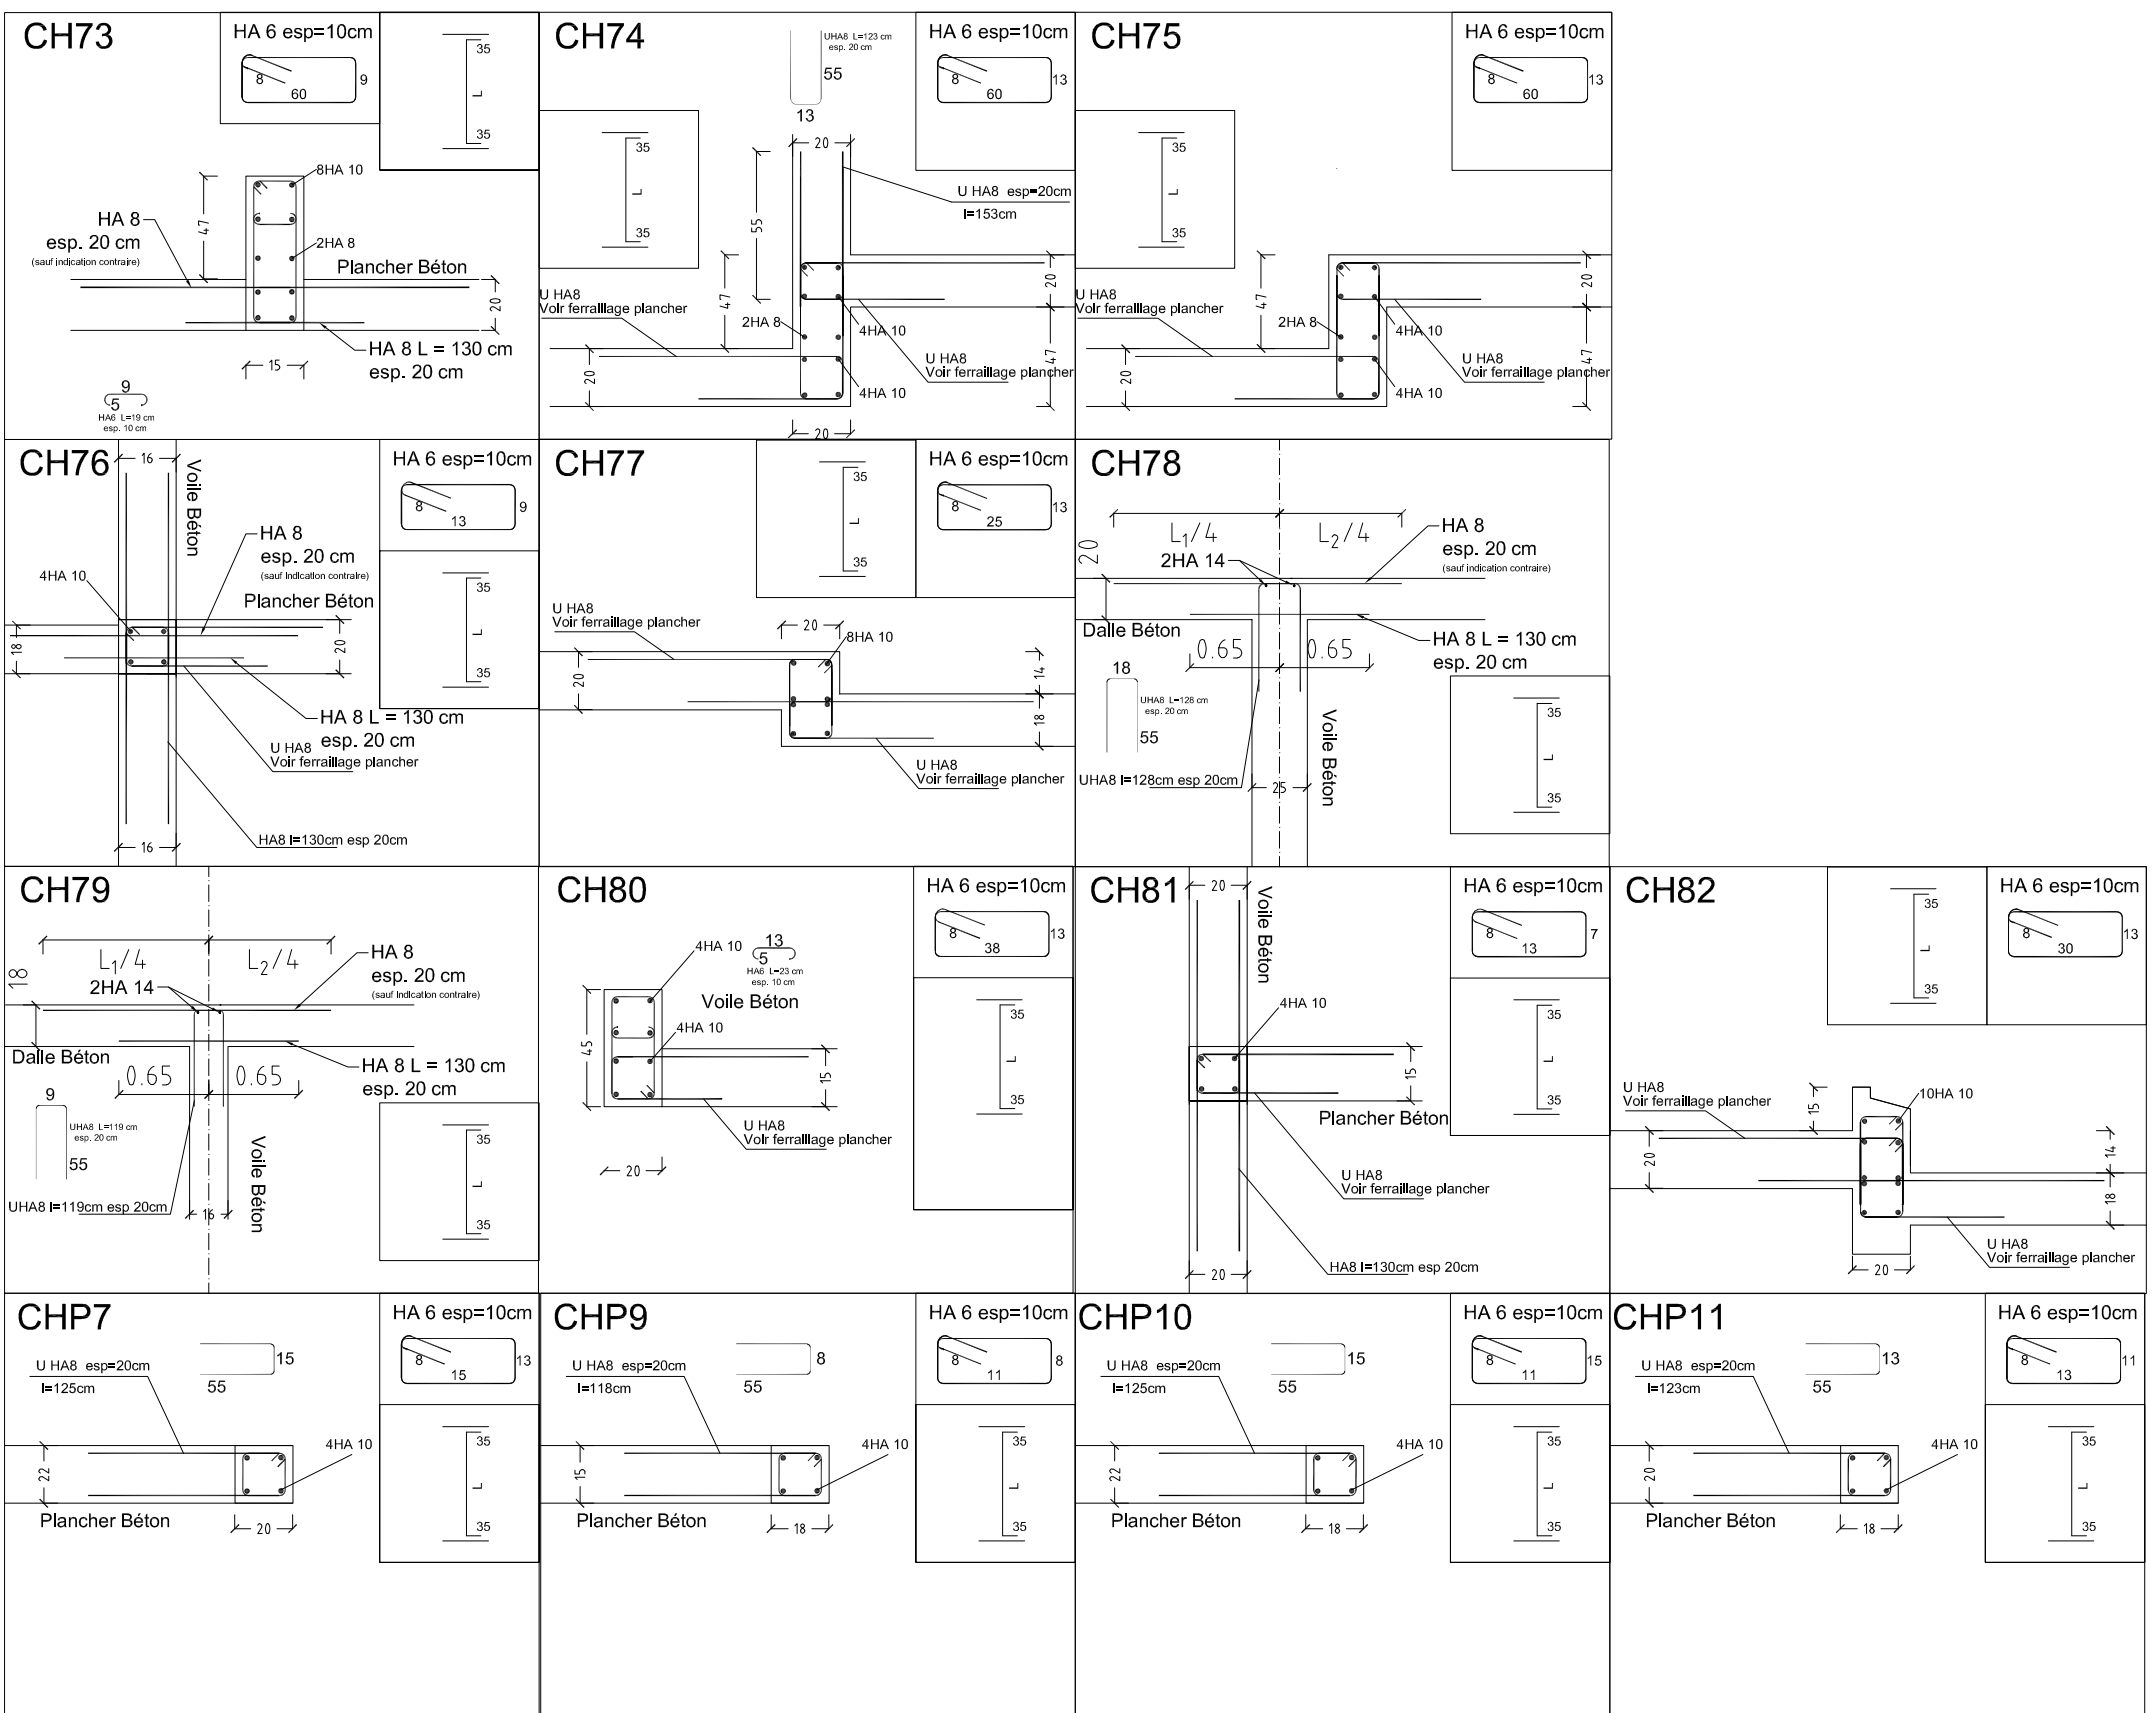 CH73
HA 6 esp=10cm
8
60
9
35
L
35
8HA 10
47
HA 8
esp. 20 cm
(sauf indication contraire)
2HA 8
Plancher Béton
20
HA 8 L = 130 cm
esp. 20 cm
15
9
5
HA6 L=19 cm
esp. 10 cm
CH74
UHA8 L=123 cm
esp. 20 cm
55
13
HA 6 esp=10cm
8
60
13
35
L
35
20
U HA8 esp=20cm
l=153cm
55
47
20
U HA8
Voir ferraillage plancher
2HA 8
4HA 10
U HA8
Voir ferraillage plancher
47
20
4HA 10
20
CH75
HA 6 esp=10cm
8
60
13
35
L
35
47
20
U HA8
Voir ferraillage plancher
2HA 8
4HA 10
U HA8
Voir ferraillage plancher
47
20
4HA 10
CH76
16
Voile Béton
HA 6 esp=10cm
8
13
9
HA 8
esp. 20 cm
(sauf indication contraire)
4HA 10
Plancher Béton
35
L
35
18
20
HA 8 L = 130 cm
esp. 20 cm
U HA8
Voir ferraillage plancher
HA8 l=130cm esp 20cm
16
CH77
35
L
35
HA 6 esp=10cm
8
25
13
U HA8
Voir ferraillage plancher
20
8HA 10
20
14
18
U HA8
Voir ferraillage plancher
CH78
L1/4
L2/4
HA 8
esp. 20 cm
(sauf indication contraire)
20
2HA 14
Dalle Béton
0.65
0.65
HA 8 L = 130 cm
esp. 20 cm
18
UHA8 L=128 cm
esp. 20 cm
55
Voile Béton
UHA8 l=128cm esp 20cm
25
35
L
35
CH79
L1/4
L2/4
HA 8
esp. 20 cm
(sauf indication contraire)
18
2HA 14
Dalle Béton
0.65
0.65
HA 8 L = 130 cm
esp. 20 cm
9
UHA8 L=119 cm
esp. 20 cm
55
Voile Béton
UHA8 l=119cm esp 20cm
16
35
L
35
CH80
HA 6 esp=10cm
8
38
13
4HA 10
13
5
HA6 L=23 cm
esp. 10 cm
Voile Béton
4HA 10
45
15
U HA8
Voir ferraillage plancher
20
35
L
35
CH81
20
Voile Béton
HA 6 esp=10cm
8
13
7
4HA 10
35
L
35
15
Plancher Béton
U HA8
Voir ferraillage plancher
HA8 l=130cm esp 20cm
20
CH82
35
L
35
HA 6 esp=10cm
8
30
13
U HA8
Voir ferraillage plancher
15
10HA 10
20
14
18
U HA8
Voir ferraillage plancher
20
CHP7
HA 6 esp=10cm
8
15
13
U HA8 esp=20cm
l=125cm
15
55
4HA 10
22
Plancher Béton
20
35
L
35
CHP9
HA 6 esp=10cm
8
11
8
U HA8 esp=20cm
l=118cm
8
55
4HA 10
15
Plancher Béton
18
35
L
35
CHP10
HA 6 esp=10cm
8
11
15
U HA8 esp=20cm
l=125cm
15
55
4HA 10
22
Plancher Béton
18
35
L
35
CHP11
HA 6 esp=10cm
8
13
11
U HA8 esp=20cm
l=123cm
13
55
4HA 10
20
Plancher Béton
18
35
L
35